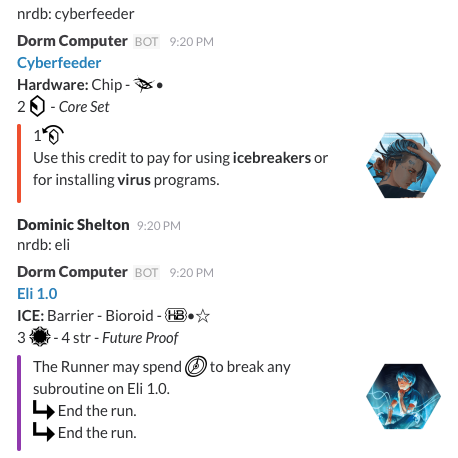 nrdb: cyberfeeder
Dorm Computer BOT 9:20 PM
Cyberfeeder
Hardware: Chip - •
2 - Core Set
1
Use this credit to pay for using icebreakers or
for installing virus programs.
Dominic Shelton 9:20 PM
nrdb: eli
Dorm Computer BOT 9:20 PM
Eli 1.0
ICE: Barrier - Bioroid - HB•☆
3 - 4 str - Future Proof
The Runner may spend to break any
subroutine on Eli 1.0.
End the run.
End the run.